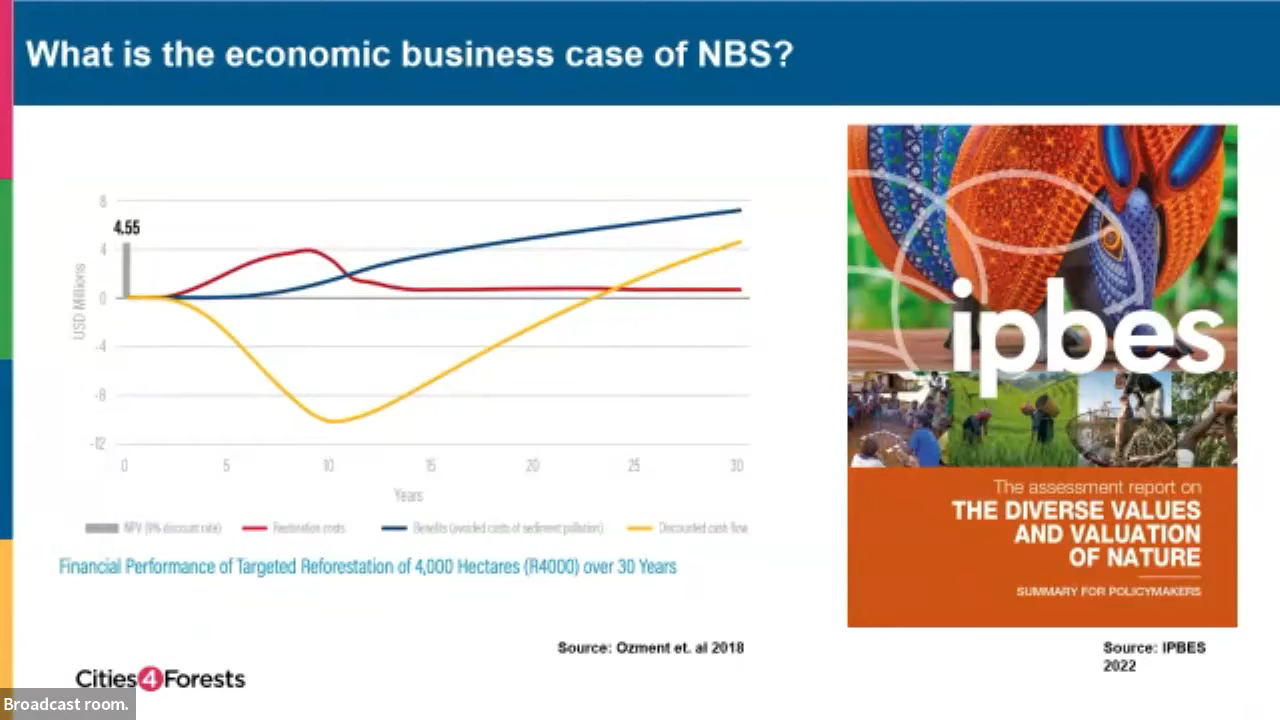 What is the economic business case of NBS?
8
4.55
4
0
-4
-8
-12
USD Millions
0 5 10 15 20 25 30
Years
NPV (9% discount rate) Restoration costs Benefits (avoided costs of sediment pollution) Discounted cash flow
Financial Performance of Targeted Reforestation of 4,000 Hectares (R4000) over 30 Years
Source: Ozment et. al 2018
ipbes
The assessment report on
THE DIVERSE VALUES
AND VALUATION
OF NATURE
SUMMARY FOR POLICYMAKERS
Source: IPBES
2022
Cities4Forests
Broadcast room.